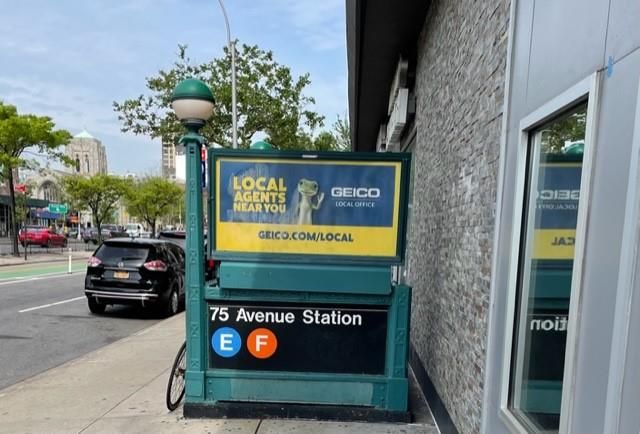 LOCAL
AGENTS
NEAR YOU
GEICO
LOCAL OFFICE
GEICO.COM/LOCAL
75 Avenue Station
E F